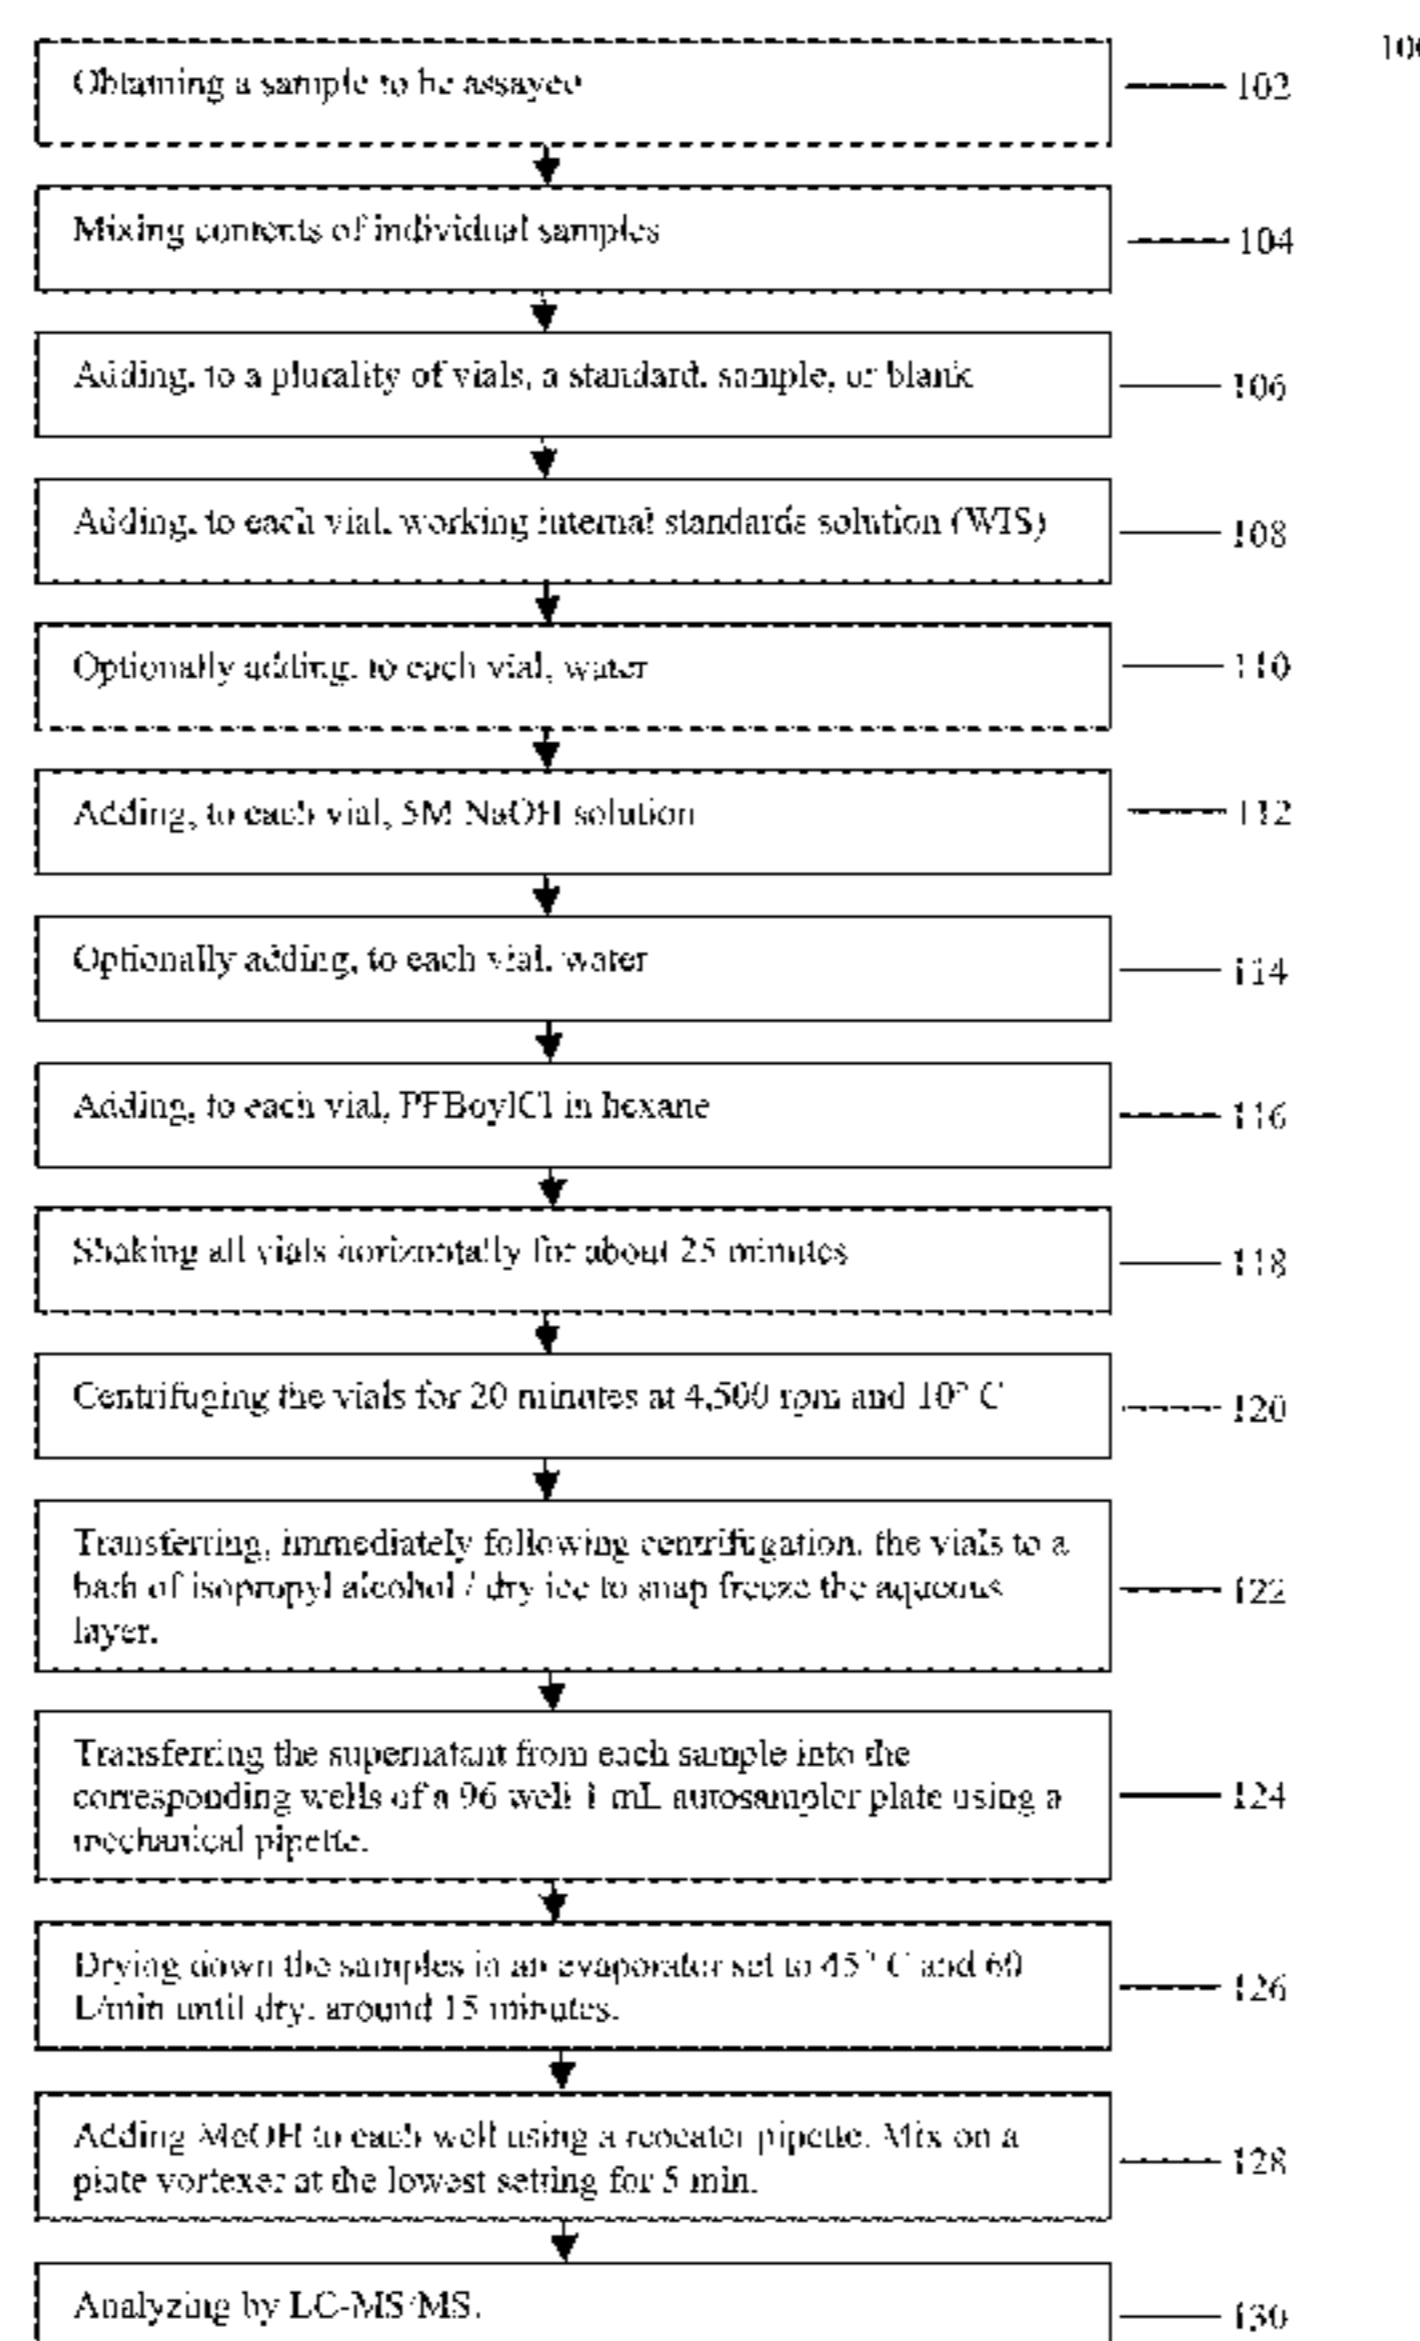 Obtaining a sample to be assayed
102
Mixing contents of individual samples
104
Adding, to a plurality of vials, a standard, sample, or blank
106
Adding, to each vial, working internal standards solution (WIS)
108
Optionally adding, to each vial, water
110
Adding, to each vial, 5M NaOH solution
112
Optionally adding, to each vial, water
114
Adding, to each vial, PFBoylCl in hexane
116
Shaking all vials horizontally for about 25 minutes
118
Centrifuging the vials for 20 minutes at 4,500 rpm and 10° C
120
Transferring, immediately following centrifugation, the vials to a
bath of isopropyl alcohol / dry ice to snap freeze the aqueous
layer.
122
Transferring the supernatant from each sample into the
corresponding wells of a 96 well 1 mL autosampler plate using a
mechanical pipette.
124
Drying down the samples in an evaporator set to 45° C and 60
L/min until dry, around 15 minutes.
126
Adding MeOH to each well using a repeater pipette. Mix on a
plate vortexer at the lowest setting for 5 min.
128
Analyzing by LC-MS/MS.
130